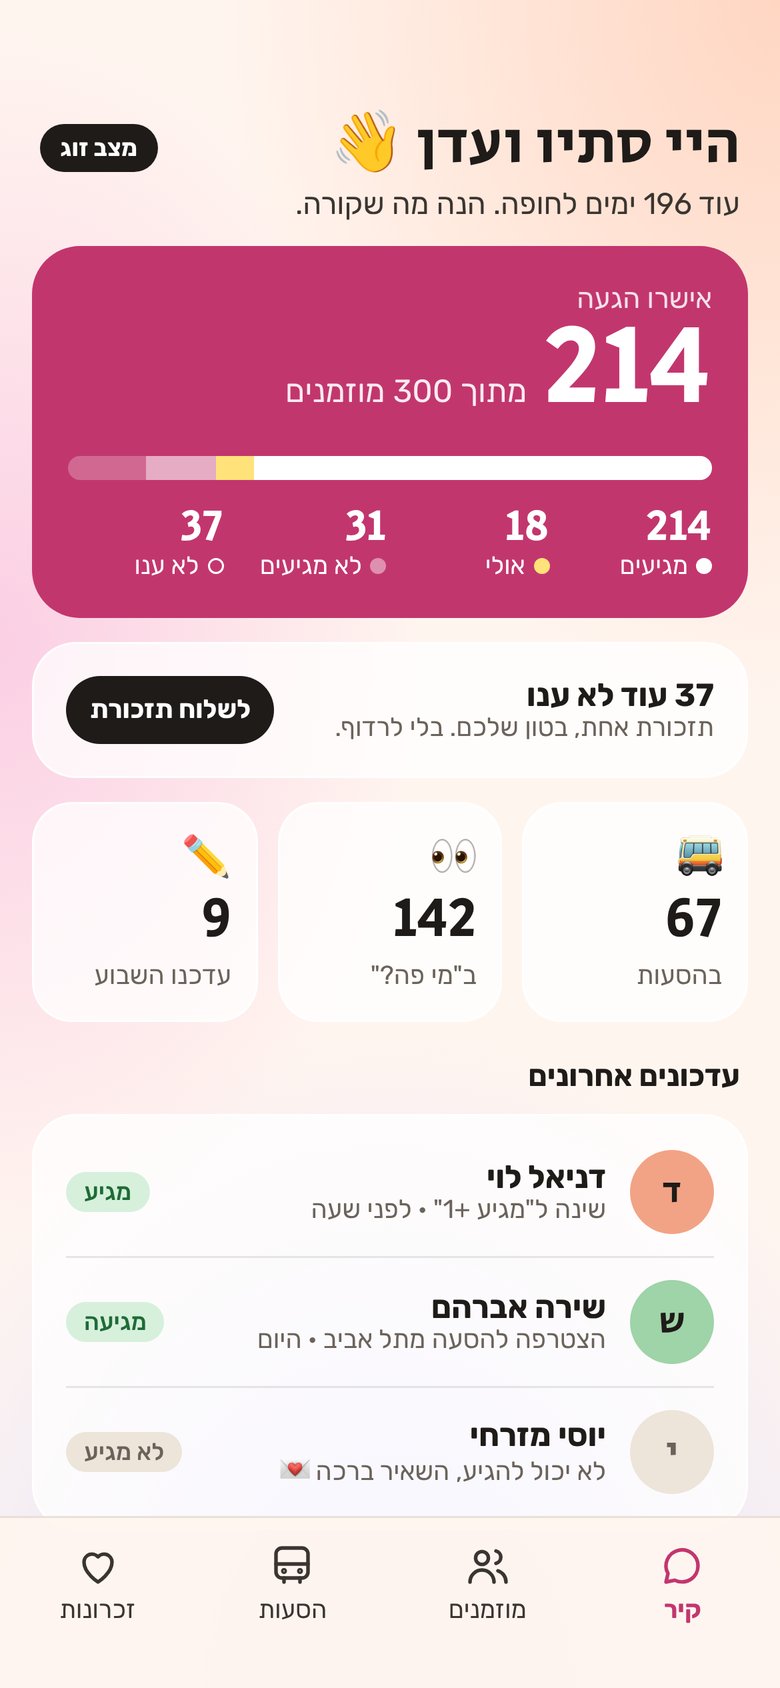 היי סתיו ועדן 👋
מצב זוג
עוד 196 ימים לחופה. הנה מה שקורה.
אישרו הגעה
214 מתוך 300 מוזמנים
214 18 31 37
מגיעים אולי לא מגיעים לא ענו
37 עוד לא ענו
תזכורת אחת, בטון שלכם. בלי לרדוף.
לשלוח תזכורת
67
בהסעות
142
ב"מי פה?"
9
עדכנו השבוע
עדכונים אחרונים
ד
דניאל לוי
שינה ל"מגיע +1" • לפני שעה
מגיע
ש
שירה אברהם
הצטרפה להסעה מתל אביב • היום
מגיעה
י
יוסי מזרחי
לא יכול להגיע, השאיר ברכה 💌
לא מגיע
קיר מוזמנים הסעות זכרונות